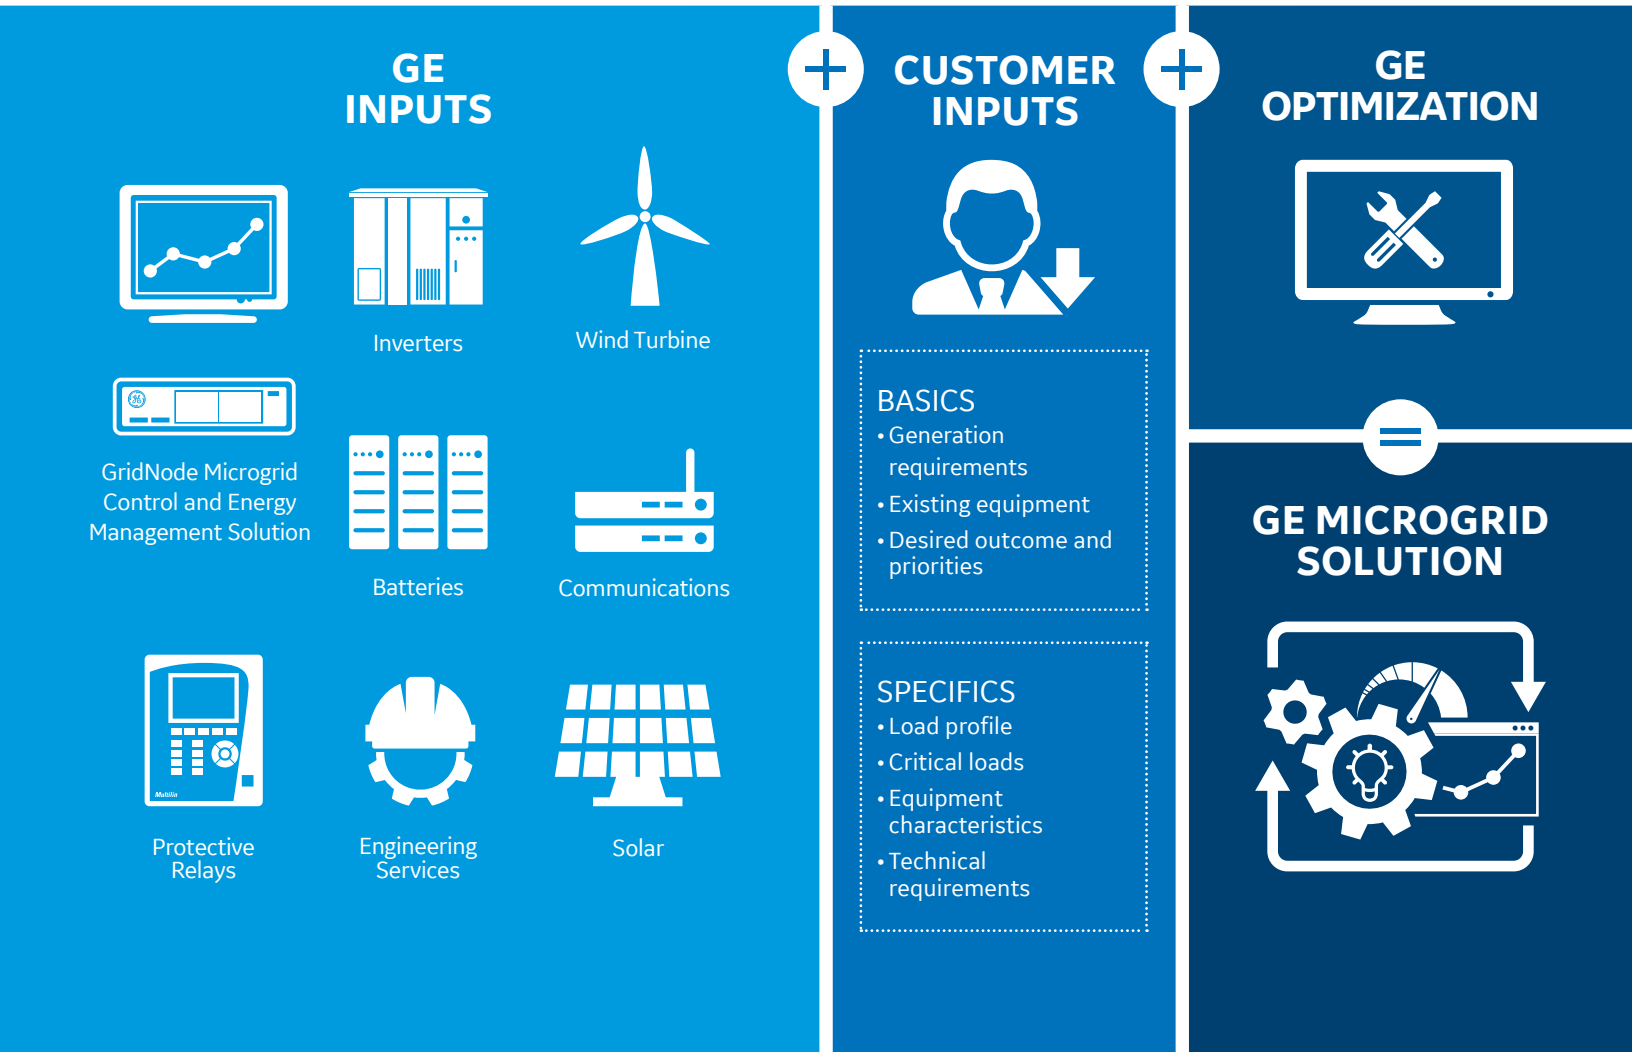 GE
INPUTS
Inverters
Wind Turbine
GridNode Microgrid
Control and Energy
Management Solution
Batteries
Communications
Multilin
Protective
Relays
Engineering
Services
Solar
+
CUSTOMER
INPUTS
BASICS
• Generation
requirements
• Existing equipment
• Desired outcome and
priorities
SPECIFICS
• Load profile
• Critical loads
• Equipment
characteristics
• Technical
requirements
+
GE
OPTIMIZATION
=
GE MICROGRID
SOLUTION